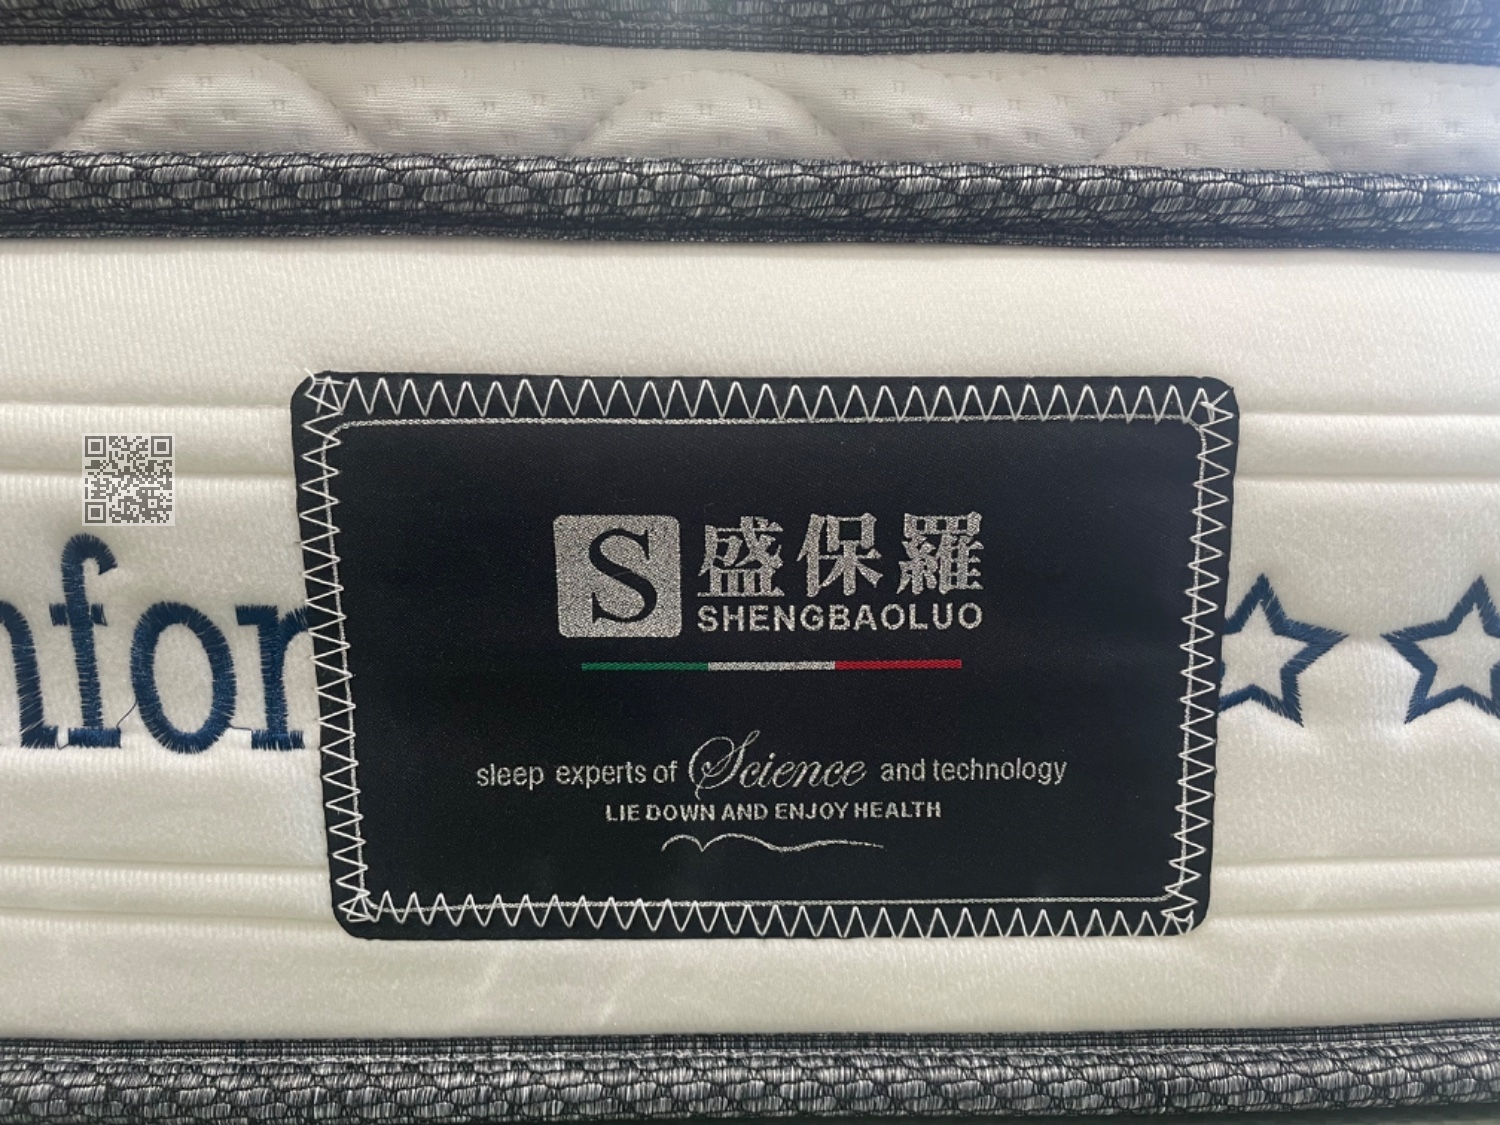 S 盛保羅
SHENGBAOLUO
nfor
sleep experts of Science and technology
LIE DOWN AND ENJOY HEALTH